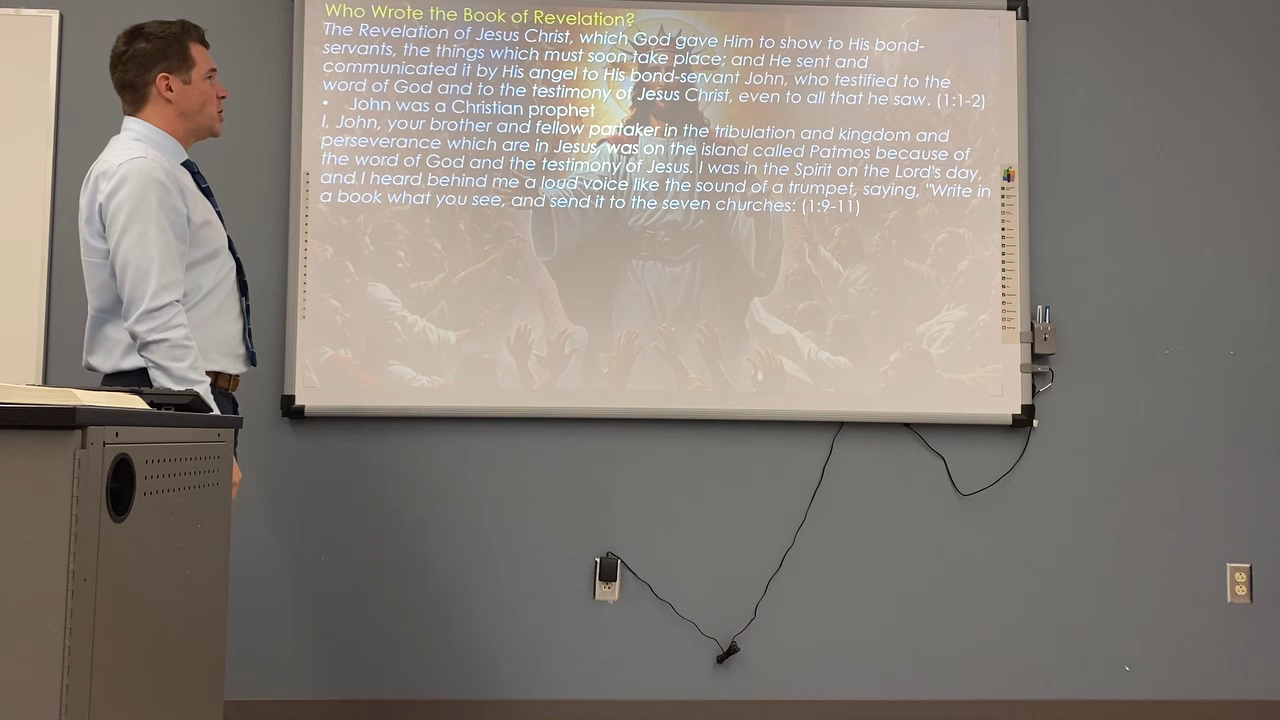 Who Wrote the Book of Revelation?
The Revelation of Jesus Christ, which God gave Him to show to His bond-
servants, the things which must soon take place; and He sent and
communicated it by His angel to His bond-servant John, who testified to the
word of God and to the testimony of Jesus Christ, even to all that he saw. (1:1-2)
• John was a Christian prophet
I, John, your brother and fellow partaker in the tribulation and kingdom and
perseverance which are in Jesus, was on the island called Patmos because of
the word of God and the testimony of Jesus. I was in the Spirit on the Lord's day,
and I heard behind me a loud voice like the sound of a trumpet, saying, "Write in
a book what you see, and send it to the seven churches: (1:9-11)